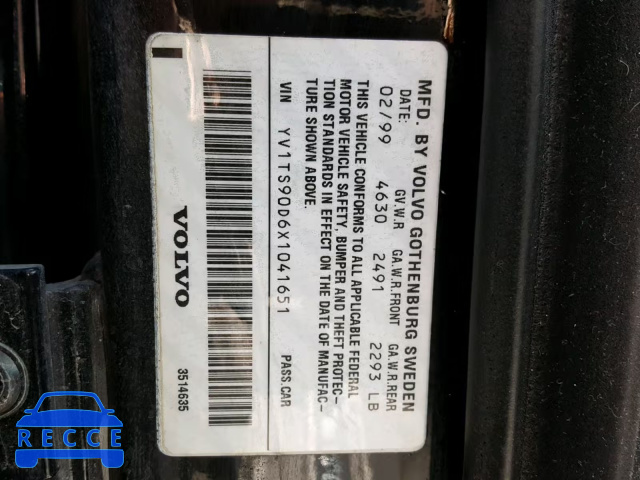 MFD. BY VOLVO GOTHENBURG SWEDEN
DATE: GV.W.R GA.W.R.FRONT GA.W.R.REAR
02/99 4630 2491 2293 LB
THIS VEHICLE CONFORMS TO ALL APPLICABLE FEDERAL
MOTOR VEHICLE SAFETY, BUMPER AND THEFT PROTEC-
TION STANDARDS IN EFFECT ON THE DATE OF MANUFAC-
TURE SHOWN ABOVE.
VIN YV1TS90D6X1041651 PASS.CAR
VOLVO 3514635
RECCE